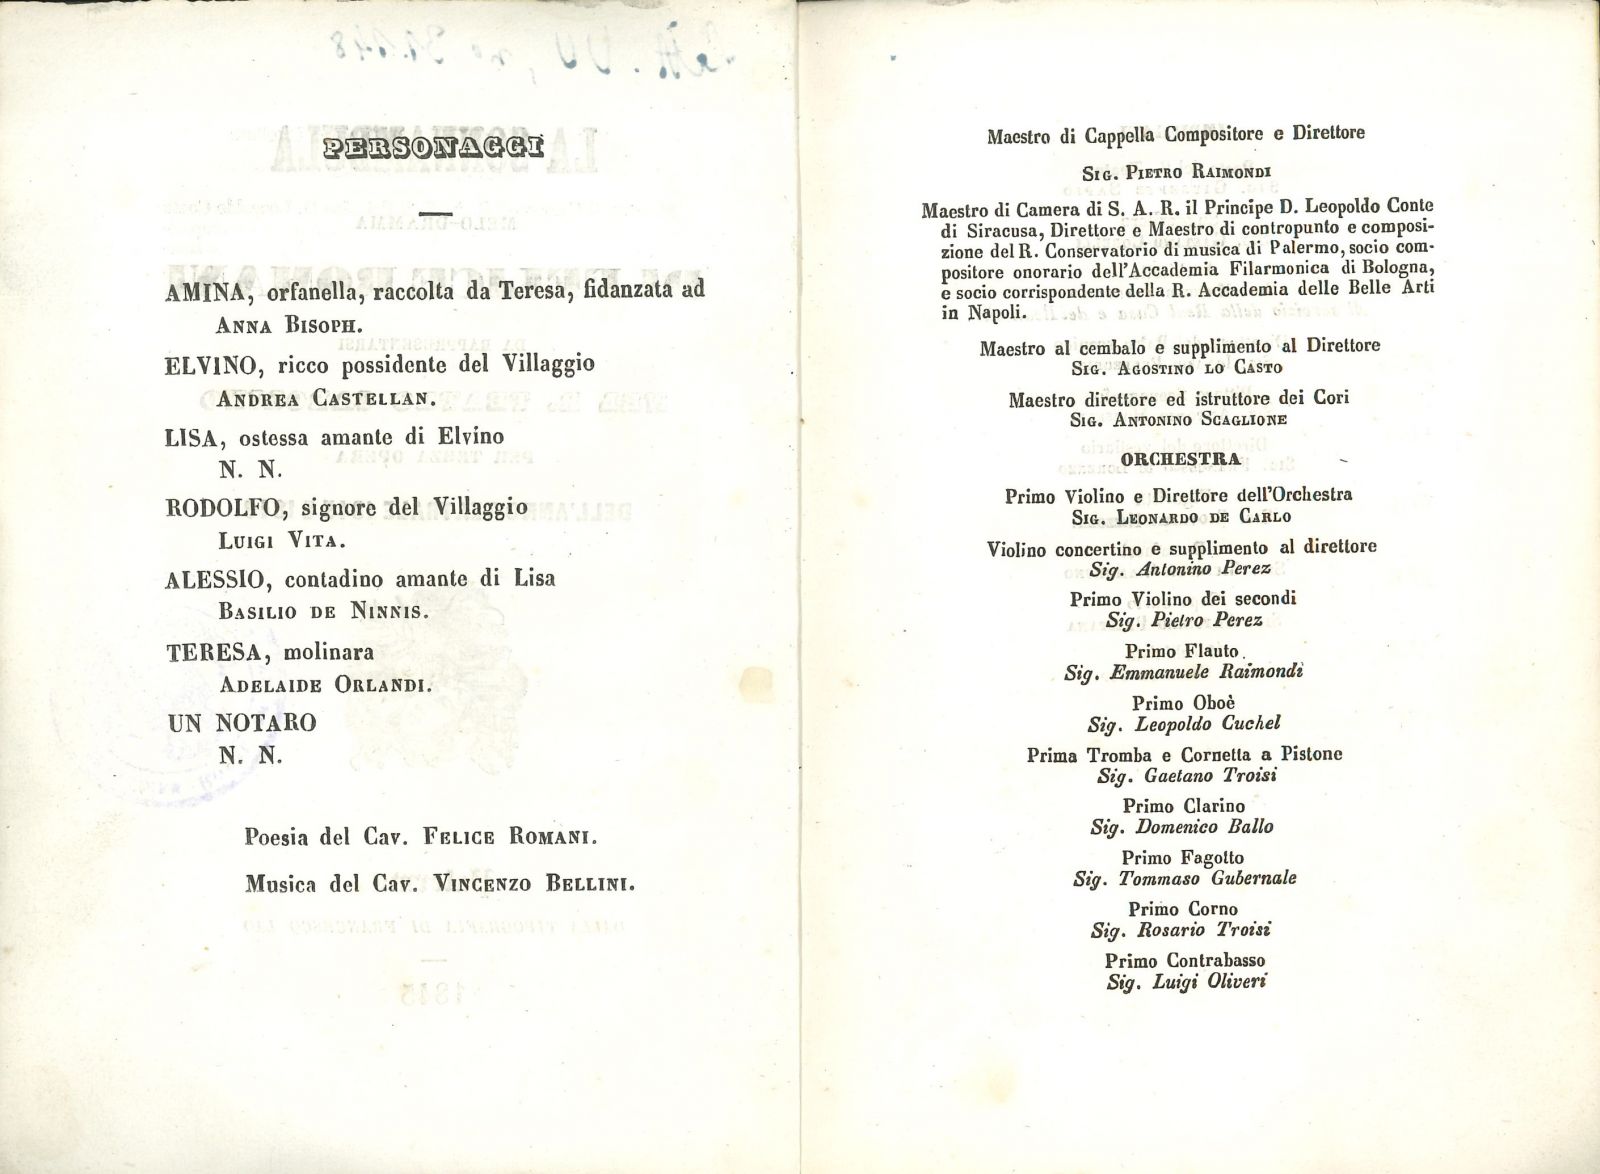 PERSONAGGI
AMINA, orfanella, raccolta da Teresa, fidanzata ad
ANNA BISOPH.
ELVINO, ricco possidente del Villaggio
ANDREA CASTELLAN.
LISA, ostessa amante di Elvino
N. N.
RODOLFO, signore del Villaggio
LUIGI VITA.
ALESSIO, contadino amante di Lisa
BASILIO DE NINNIS.
TERESA, molinara
ADELAIDE ORLANDI.
UN NOTARO
N. N.
Poesia del Cav. FELICE ROMANI.
Musica del Cav. VINCENZO BELLINI.
Maestro di Cappella Compositore e Direttore
SIG. PIETRO RAIMONDI
Maestro di Camera di S. A. R. il Principe D. Leopoldo Conte
di Siracusa, Direttore e Maestro di contropunto e composi-
zione del R. Conservatorio di musica di Palermo, socio com-
positore onorario dell'Accademia Filarmonica di Bologna,
e socio corrispondente della R. Accademia delle Belle Arti
in Napoli.
Maestro al cembalo e supplimento al Direttore
SIG. AGOSTINO LO CASTO
Maestro direttore ed istruttore dei Cori
SIG. ANTONINO SCAGLIONE
ORCHESTRA
Primo Violino e Direttore dell'Orchestra
SIG. LEONARDO DE CARLO
Violino concertino e supplimento al direttore
Sig. Antonino Perez
Primo Violino dei secondi
Sig. Pietro Perez
Primo Flauto.
Sig. Emmanuele Raimondi
Primo Oboè
Sig. Leopoldo Cuchel
Prima Tromba e Cornetta a Pistone
Sig. Gaetano Troisi
Primo Clarino
Sig. Domenico Ballo
Primo Fagotto
Sig. Tommaso Gubernale
Primo Corno
Sig. Rosario Troisi
Primo Contrabasso
Sig. Luigi Oliveri